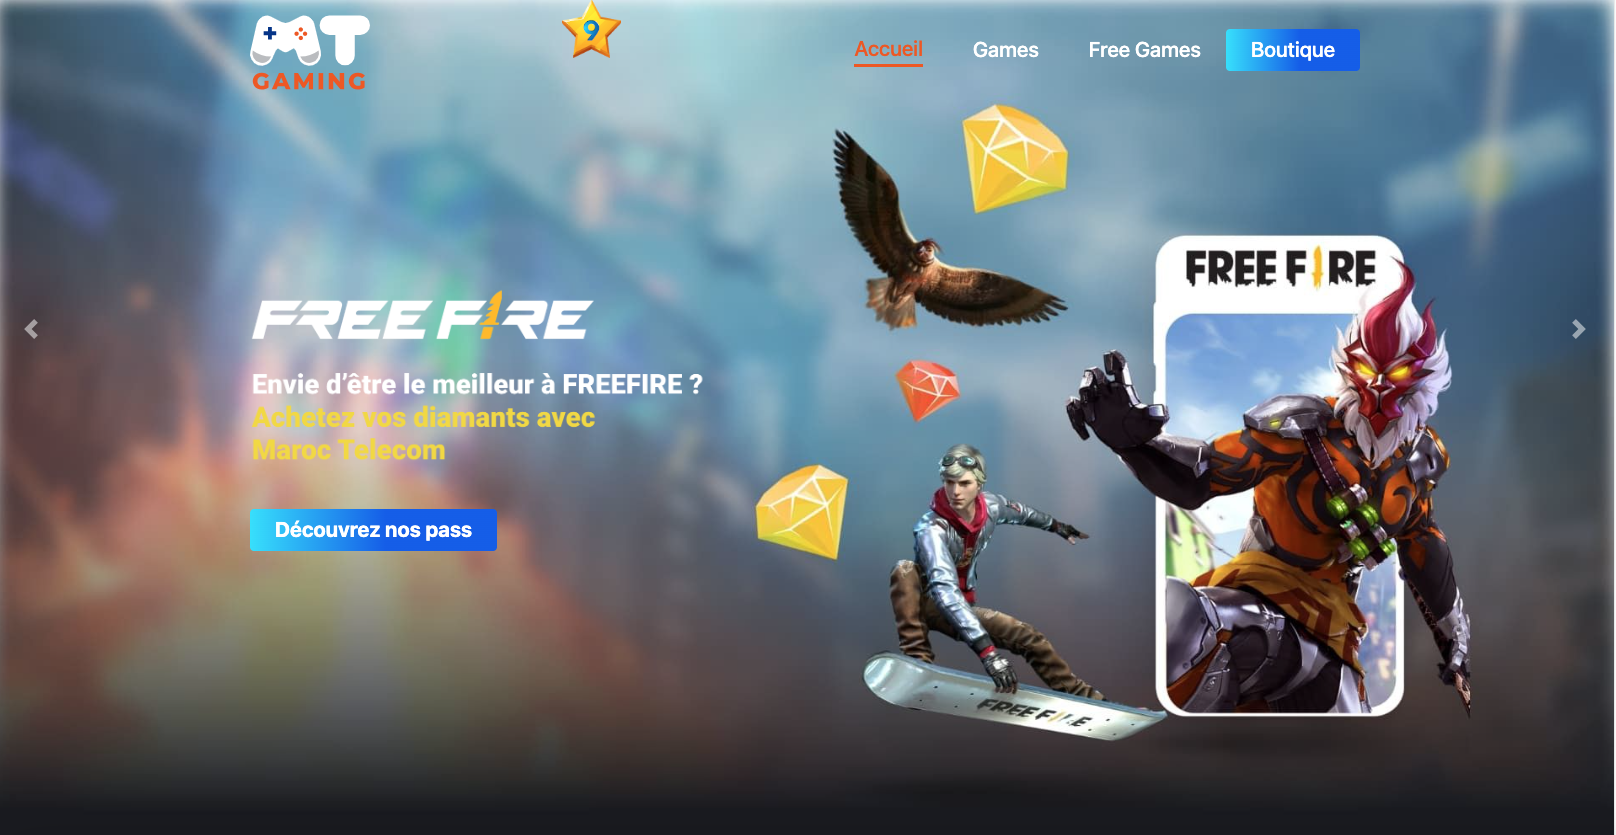 MT
GAMING
9
Accueil
Games
Free Games
Boutique
FREE FIRE
FREE FIRE
Envie d’être le meilleur à FREEFIRE ?
Achetez vos diamants avec
Maroc Telecom
Découvrez nos pass
FREE FIRE